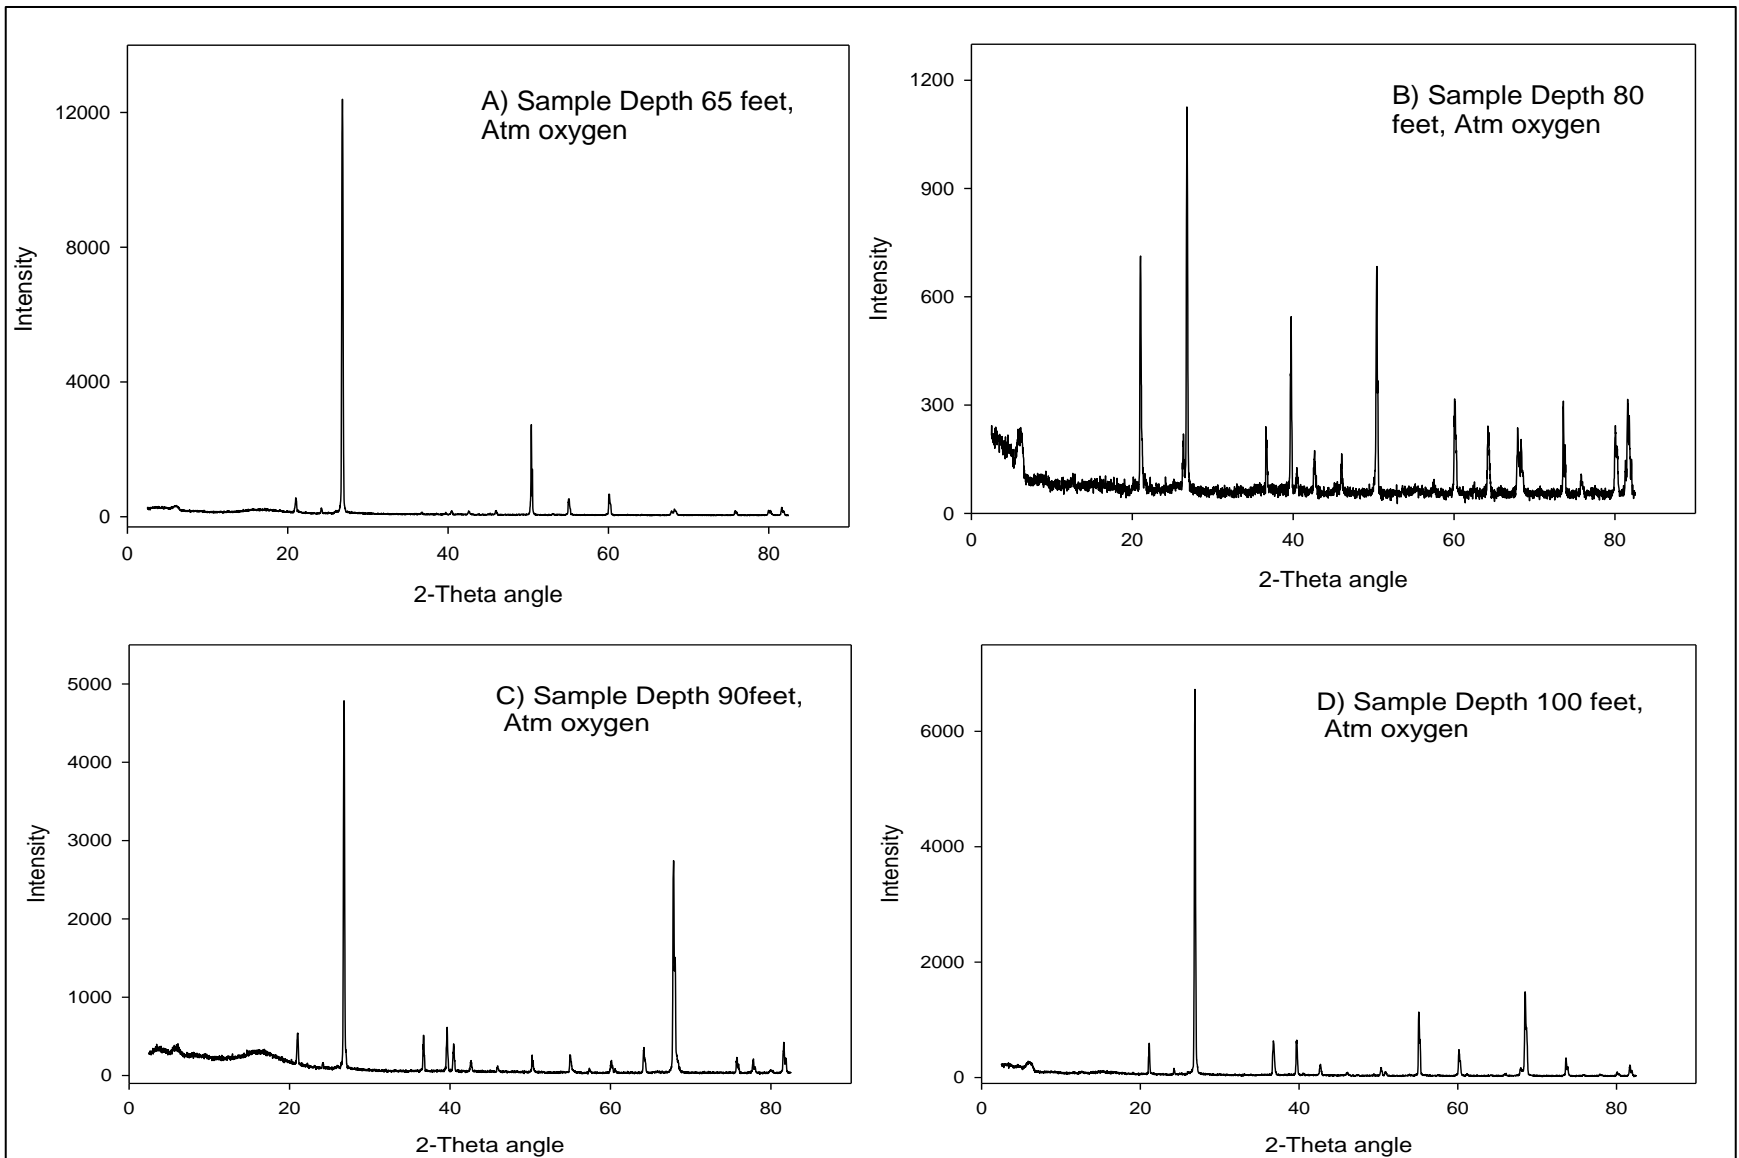 A) Sample Depth 65 feet,
Atm oxygen
Intensity
12000
8000
4000
0
0 20 40 60 80
2-Theta angle
B) Sample Depth 80
feet, Atm oxygen
Intensity
1200
900
600
300
0
0 20 40 60 80
2-Theta angle
C) Sample Depth 90feet,
Atm oxygen
Intensity
5000
4000
3000
2000
1000
0
0 20 40 60 80
2-Theta angle
D) Sample Depth 100 feet,
Atm oxygen
Intensity
6000
4000
2000
0
0 20 40 60 80
2-Theta angle